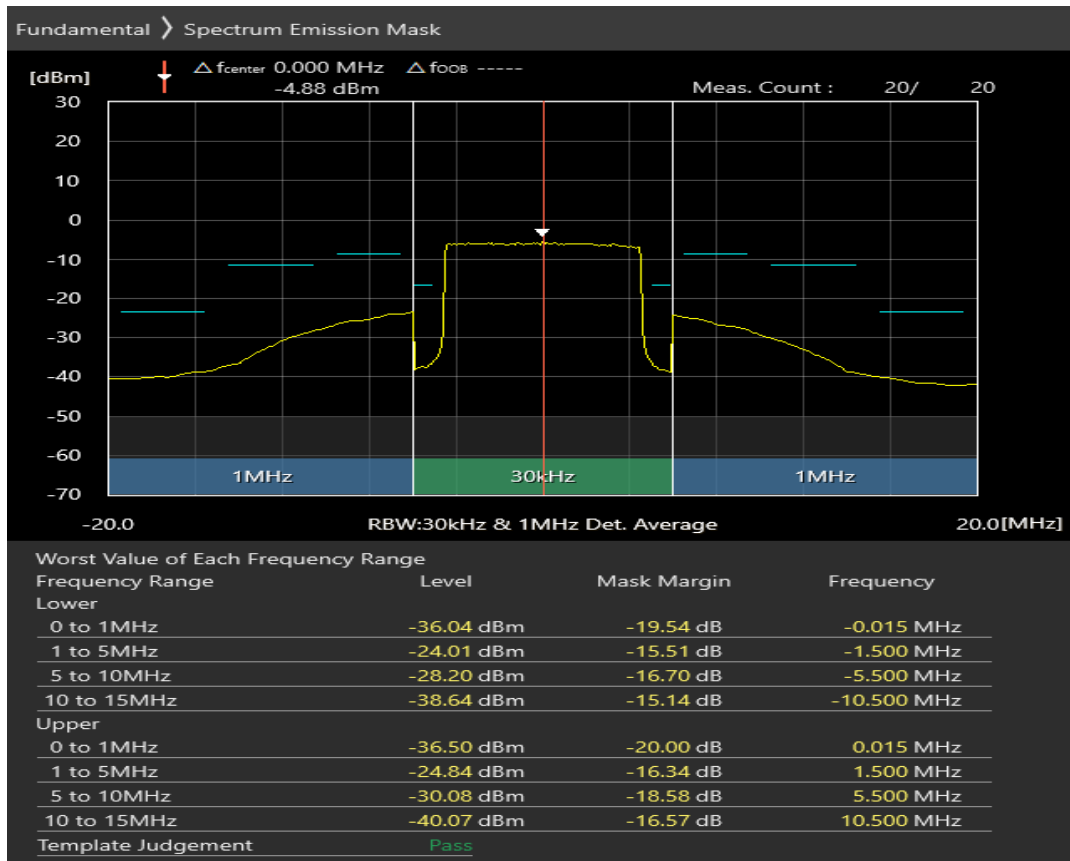 Fundamental ❯ Spectrum Emission Mask
[dBm] △ fcenter 0.000 MHz △ fOOB -----
-4.88 dBm Meas. Count : 20/ 20
30
20
10
0
-10
-20
-30
-40
-50
-60
1MHz 30kHz 1MHz
-70
-20.0 RBW:30kHz & 1MHz Det. Average 20.0[MHz]
Worst Value of Each Frequency Range
Frequency Range Level Mask Margin Frequency
Lower
0 to 1MHz -36.04 dBm -19.54 dB -0.015 MHz
1 to 5MHz -24.01 dBm -15.51 dB -1.500 MHz
5 to 10MHz -28.20 dBm -16.70 dB -5.500 MHz
10 to 15MHz -38.64 dBm -15.14 dB -10.500 MHz
Upper
0 to 1MHz -36.50 dBm -20.00 dB 0.015 MHz
1 to 5MHz -24.84 dBm -16.34 dB 1.500 MHz
5 to 10MHz -30.08 dBm -18.58 dB 5.500 MHz
10 to 15MHz -40.07 dBm -16.57 dB 10.500 MHz
Template Judgement Pass